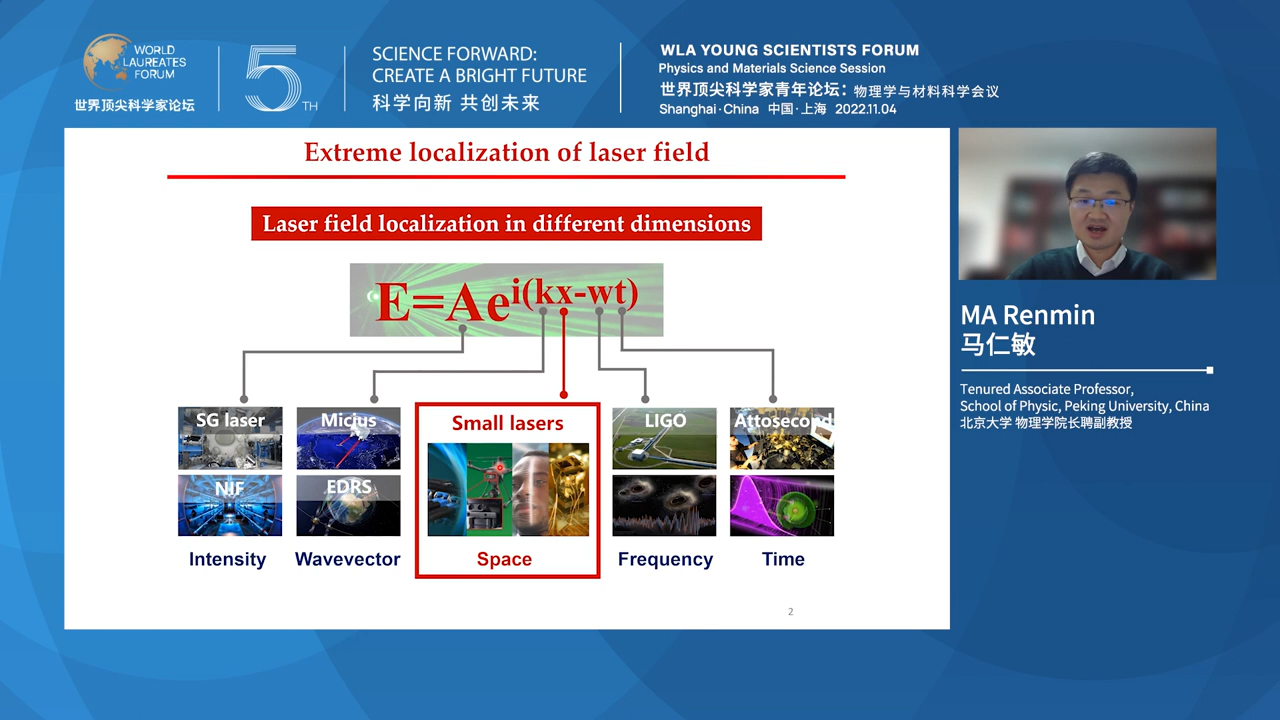 WORLD
LAUREATES
FORUM
世界顶尖科学家论坛
5TH
SCIENCE FORWARD:
CREATE A BRIGHT FUTURE
科学向新 共创未来
WLA YOUNG SCIENTISTS FORUM
Physics and Materials Science Session
世界顶尖科学家青年论坛：物理学与材料科学会议
Shanghai·China 中国·上海 2022.11.04
Extreme localization of laser field
Laser field localization in different dimensions
E=Ae^i(kx-wt)
SG laser
Micius
Small lasers
LIGO
Attosecond
NIF
EDRS
Intensity
Wavevector
Space
Frequency
Time
2
MA Renmin
马仁敏
Tenured Associate Professor,
School of Physic, Peking University, China
北京大学 物理学院长聘副教授